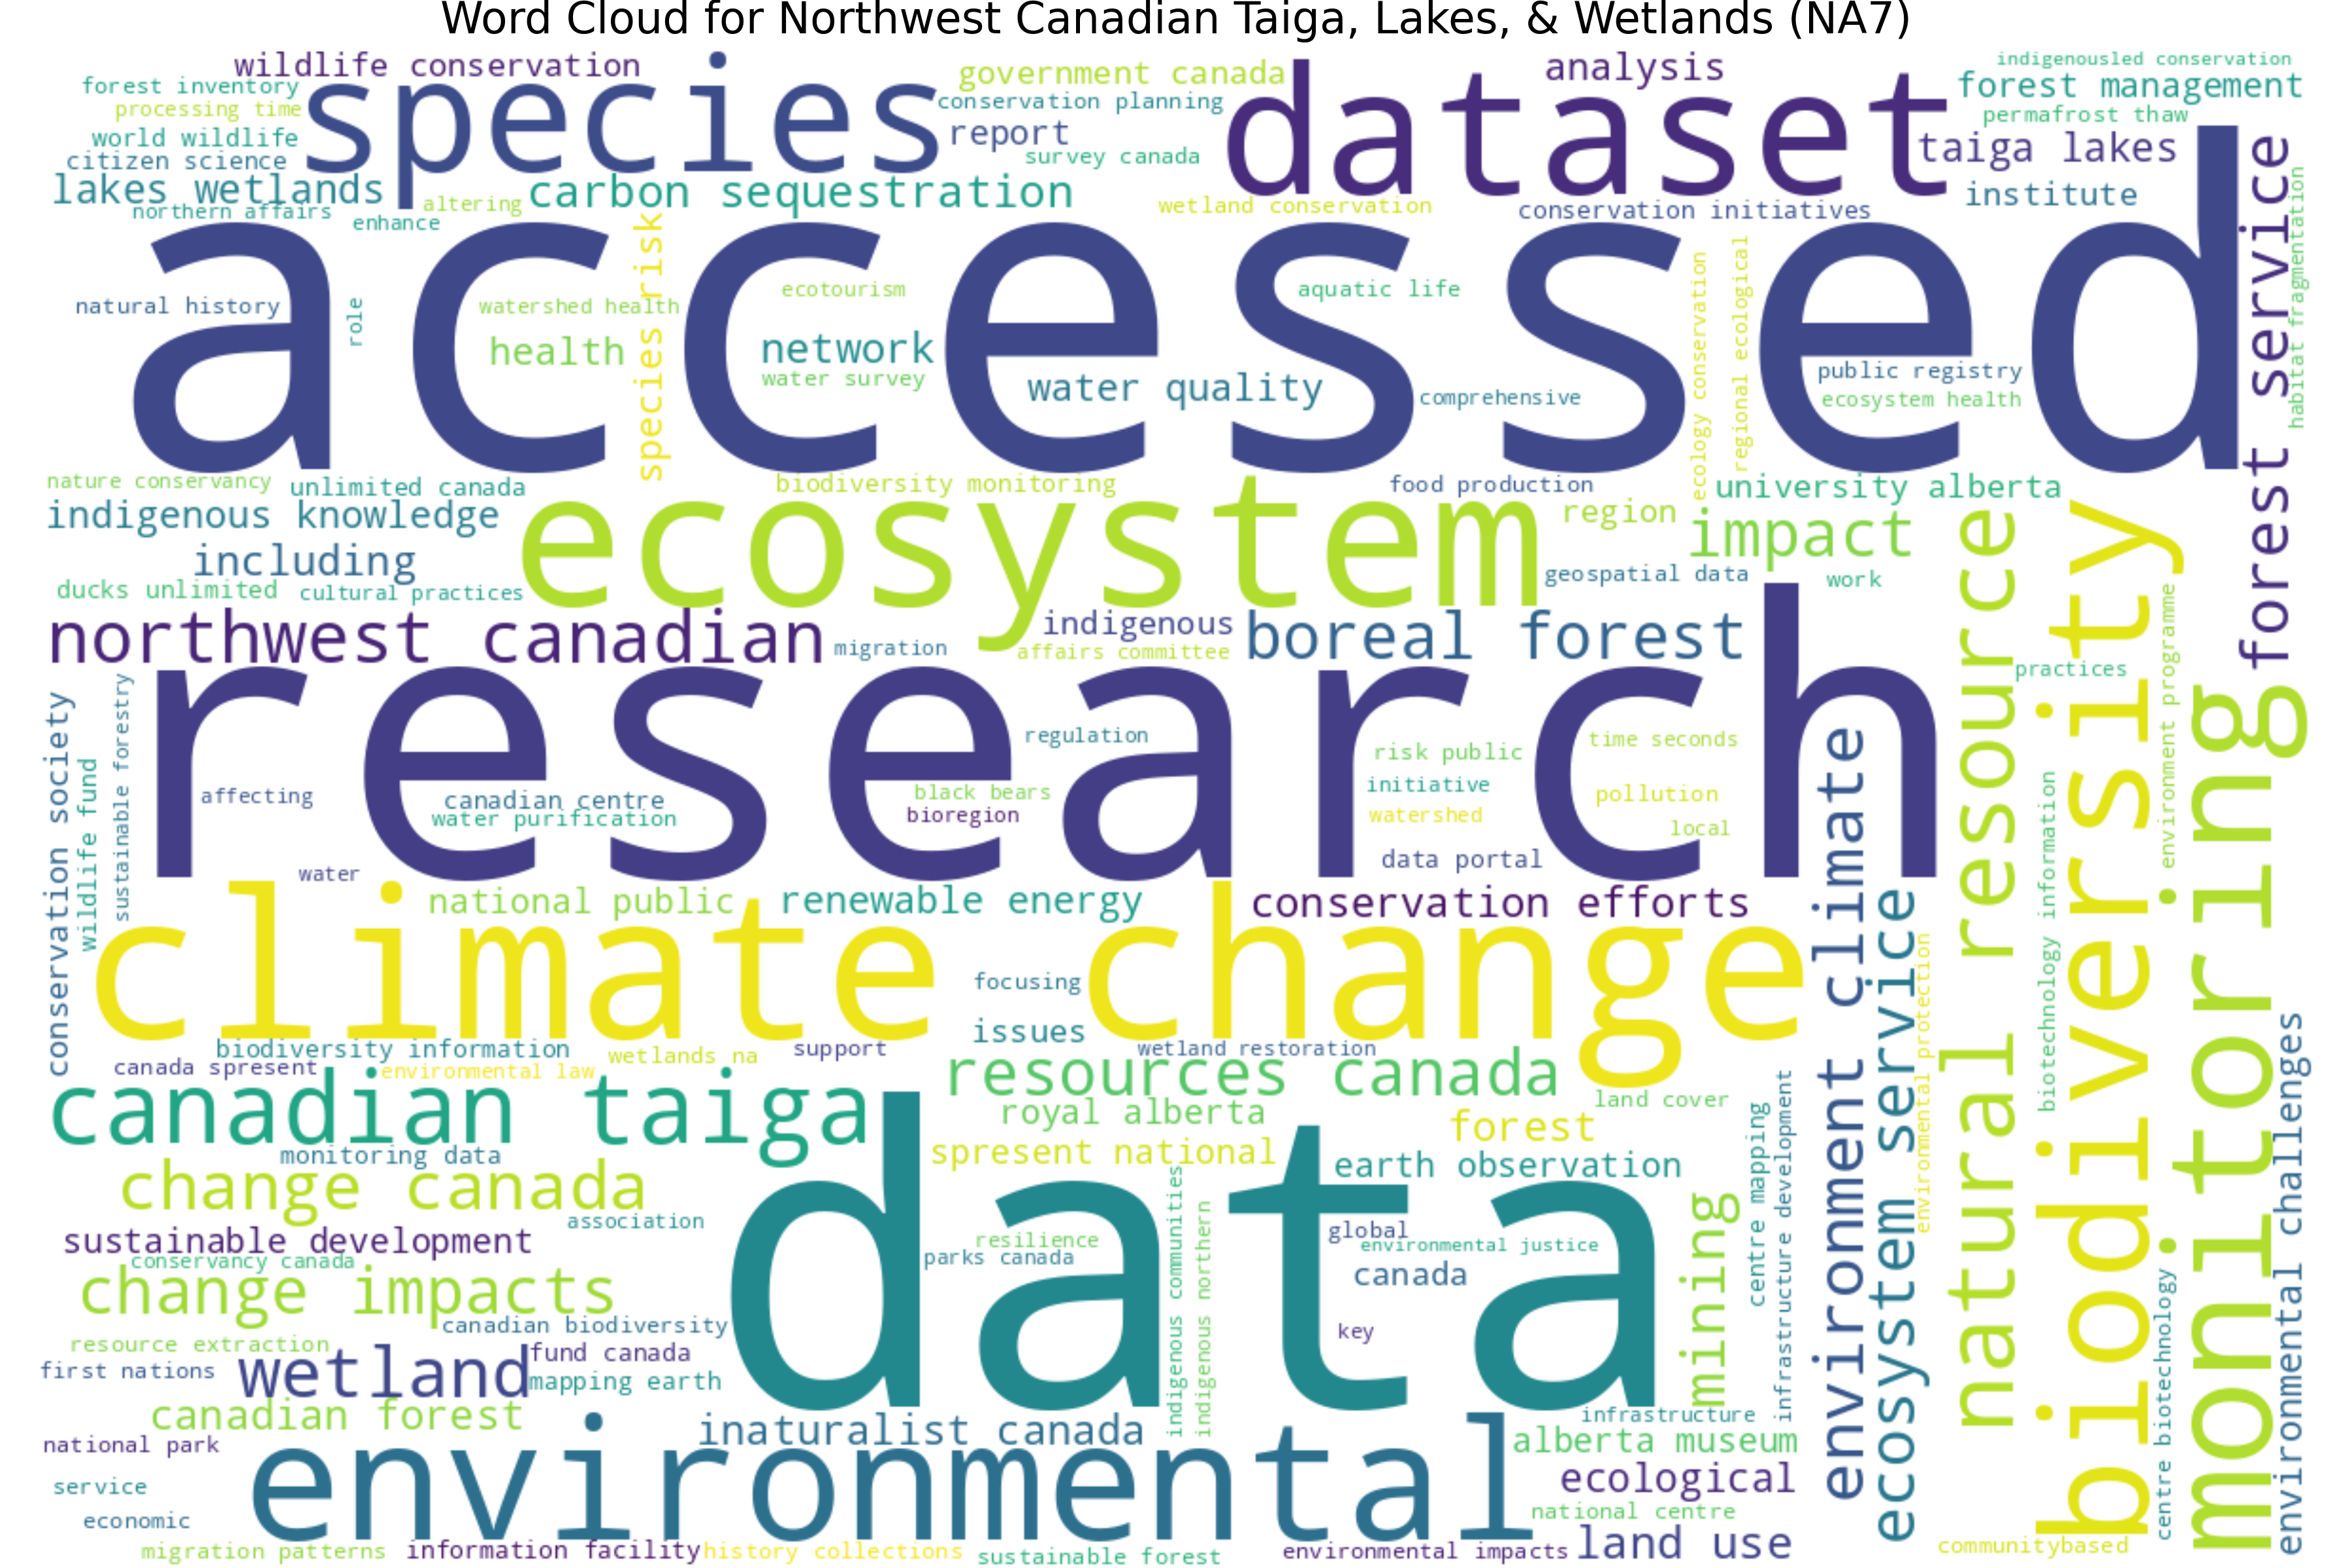 Word Cloud for Northwest Canadian Taiga, Lakes, & Wetlands (NA7)
wildlife conservation
forest inventory
processing time
world wildlife
citizen science
lakes wetlands
northern affairs
enhance
altering
species
carbon sequestration
government canada
conservation planning
report
survey canada
wetland conservation
dataset
analysis
conservation initiatives
indigenousled conservation
forest management
permafrost thaw
taiga lakes
institute
forest service
habitat fragmentation
accessed
natural history
role
watershed health
health
species risk
ecotourism
network
water survey
water quality
aquatic life
comprehensive
ecology conservation
regional ecological
public registry
ecosystem health
nature conservancy
unlimited canada
indigenous knowledge
including
ducks unlimited
cultural practices
biodiversity monitoring
ecosystem
food production
region
geospatial data
university alberta
impact
work
northwest canadian
migration
indigenous
affairs committee
boreal forest
practices
environment programme
research
conservation society
wildlife fund
sustainable forestry
affecting
canadian centre
water purification
water
regulation
black bears
bioregion
risk public
initiative
watershed
data portal
time seconds
pollution
local
national public
renewable energy
conservation efforts
climate change
focusing
issues
environment climate
ecosystem service
environmental protection
natural resource
biodiversity
monitoring
biotechnology information
environmental challenges
centre biotechnology
communitybased
biodiversity information
canada spresent
environmental law
wetlands na
support
wetland restoration
canadian taiga
resources canada
royal alberta
land cover
forest
spresent national
earth observation
monitoring data
change canada
association
sustainable development
conservancy canada
change impacts
data
resilience
parks canada
indigenous communities
indigenous northern
global
environmental justice
canada
key
mining
centre mapping
infrastructure development
canadian biodiversity
resource extraction
first nations
wetland
fund canada
mapping earth
canadian forest
inaturalist canada
infrastructure
alberta museum
national park
service
economic
environmental
ecological
national centre
land use
migration patterns
information facility
history collections
sustainable forest
environmental impacts